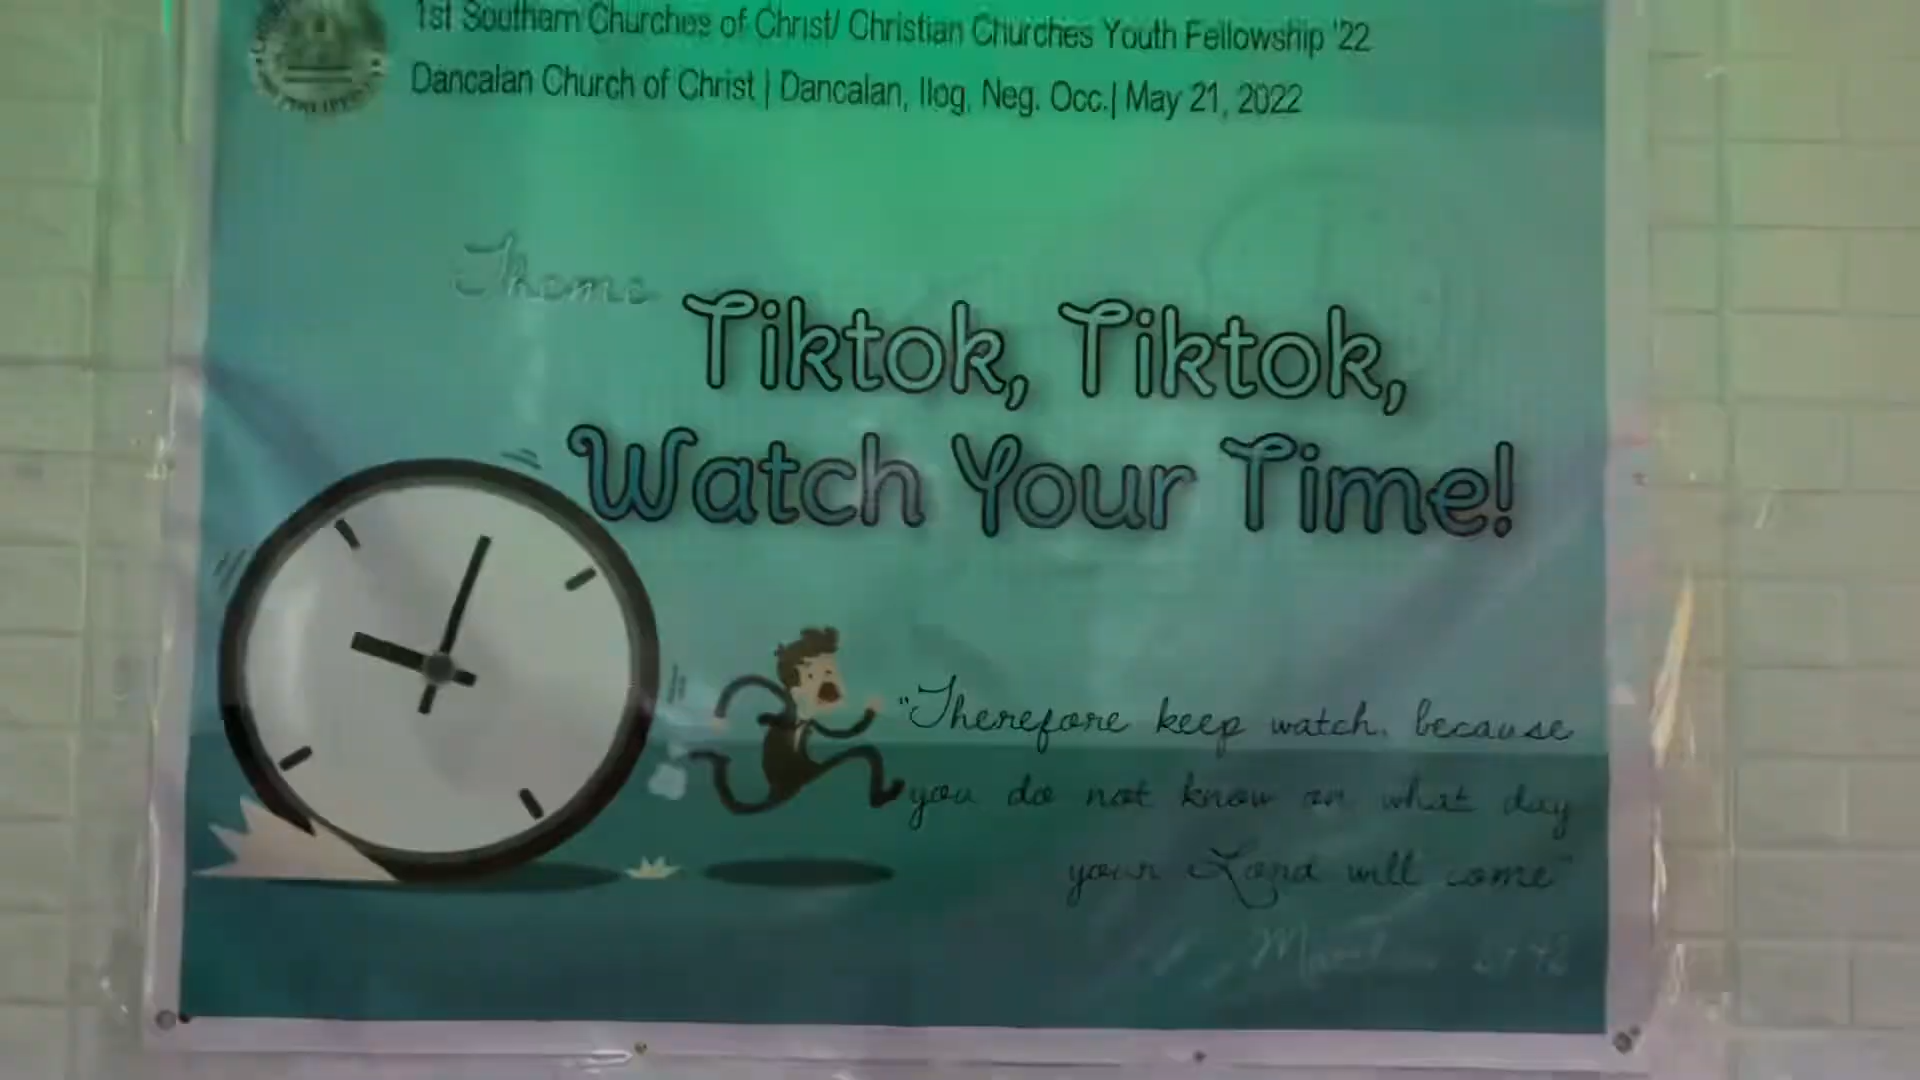 1st Southam Churches of Christ/ Christian Churches Youth Fellowship '22
Dancalan Church of Christ | Dancalan, Ilog, Neg. Occ.| May 21, 2022
Theme
Tiktok, Tiktok,
Watch Your Time!
"Therefore keep watch, because
you do not know on what day
your Lord will come"